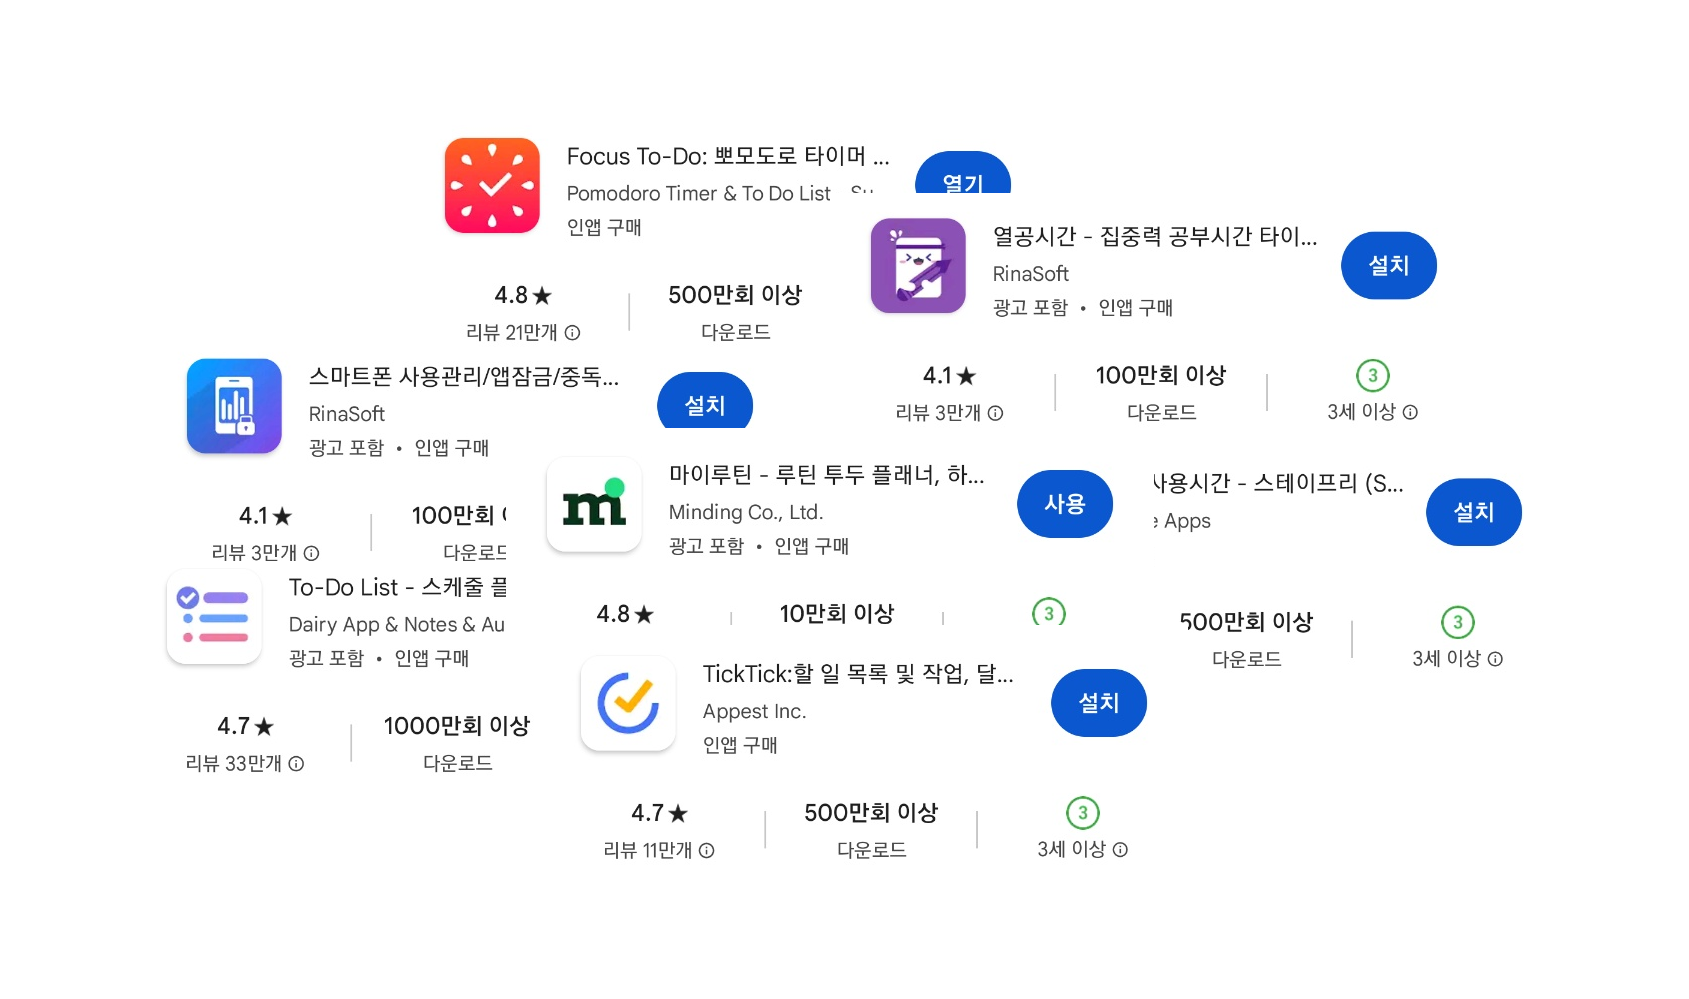 Focus To-Do: 뽀모도로 타이머 ...
Pomodoro Timer & To Do List
인앱 구매
열기
4.8★
리뷰 21만개
500만회 이상
다운로드
열공시간 - 집중력 공부시간 타이...
RinaSoft
광고 포함 • 인앱 구매
설치
4.1★
리뷰 3만개
100만회 이상
다운로드
3
3세 이상
스마트폰 사용관리/앱잠금/중독...
RinaSoft
광고 포함 • 인앱 구매
설치
4.1★
리뷰 3만개
100만회
다운로드
마이루틴 - 루틴 투두 플래너, 하...
Minding Co., Ltd.
광고 포함 • 인앱 구매
사용
m
4.8★
10만회 이상
3
사용시간 - 스테이프리 (S...
Apps
설치
500만회 이상
다운로드
3
3세 이상
To-Do List - 스케줄 플
Dairy App & Notes & Au
광고 포함 • 인앱 구매
4.7★
리뷰 33만개
1000만회 이상
다운로드
TickTick:할 일 목록 및 작업, 달...
Appest Inc.
인앱 구매
설치
4.7★
리뷰 11만개
500만회 이상
다운로드
3
3세 이상